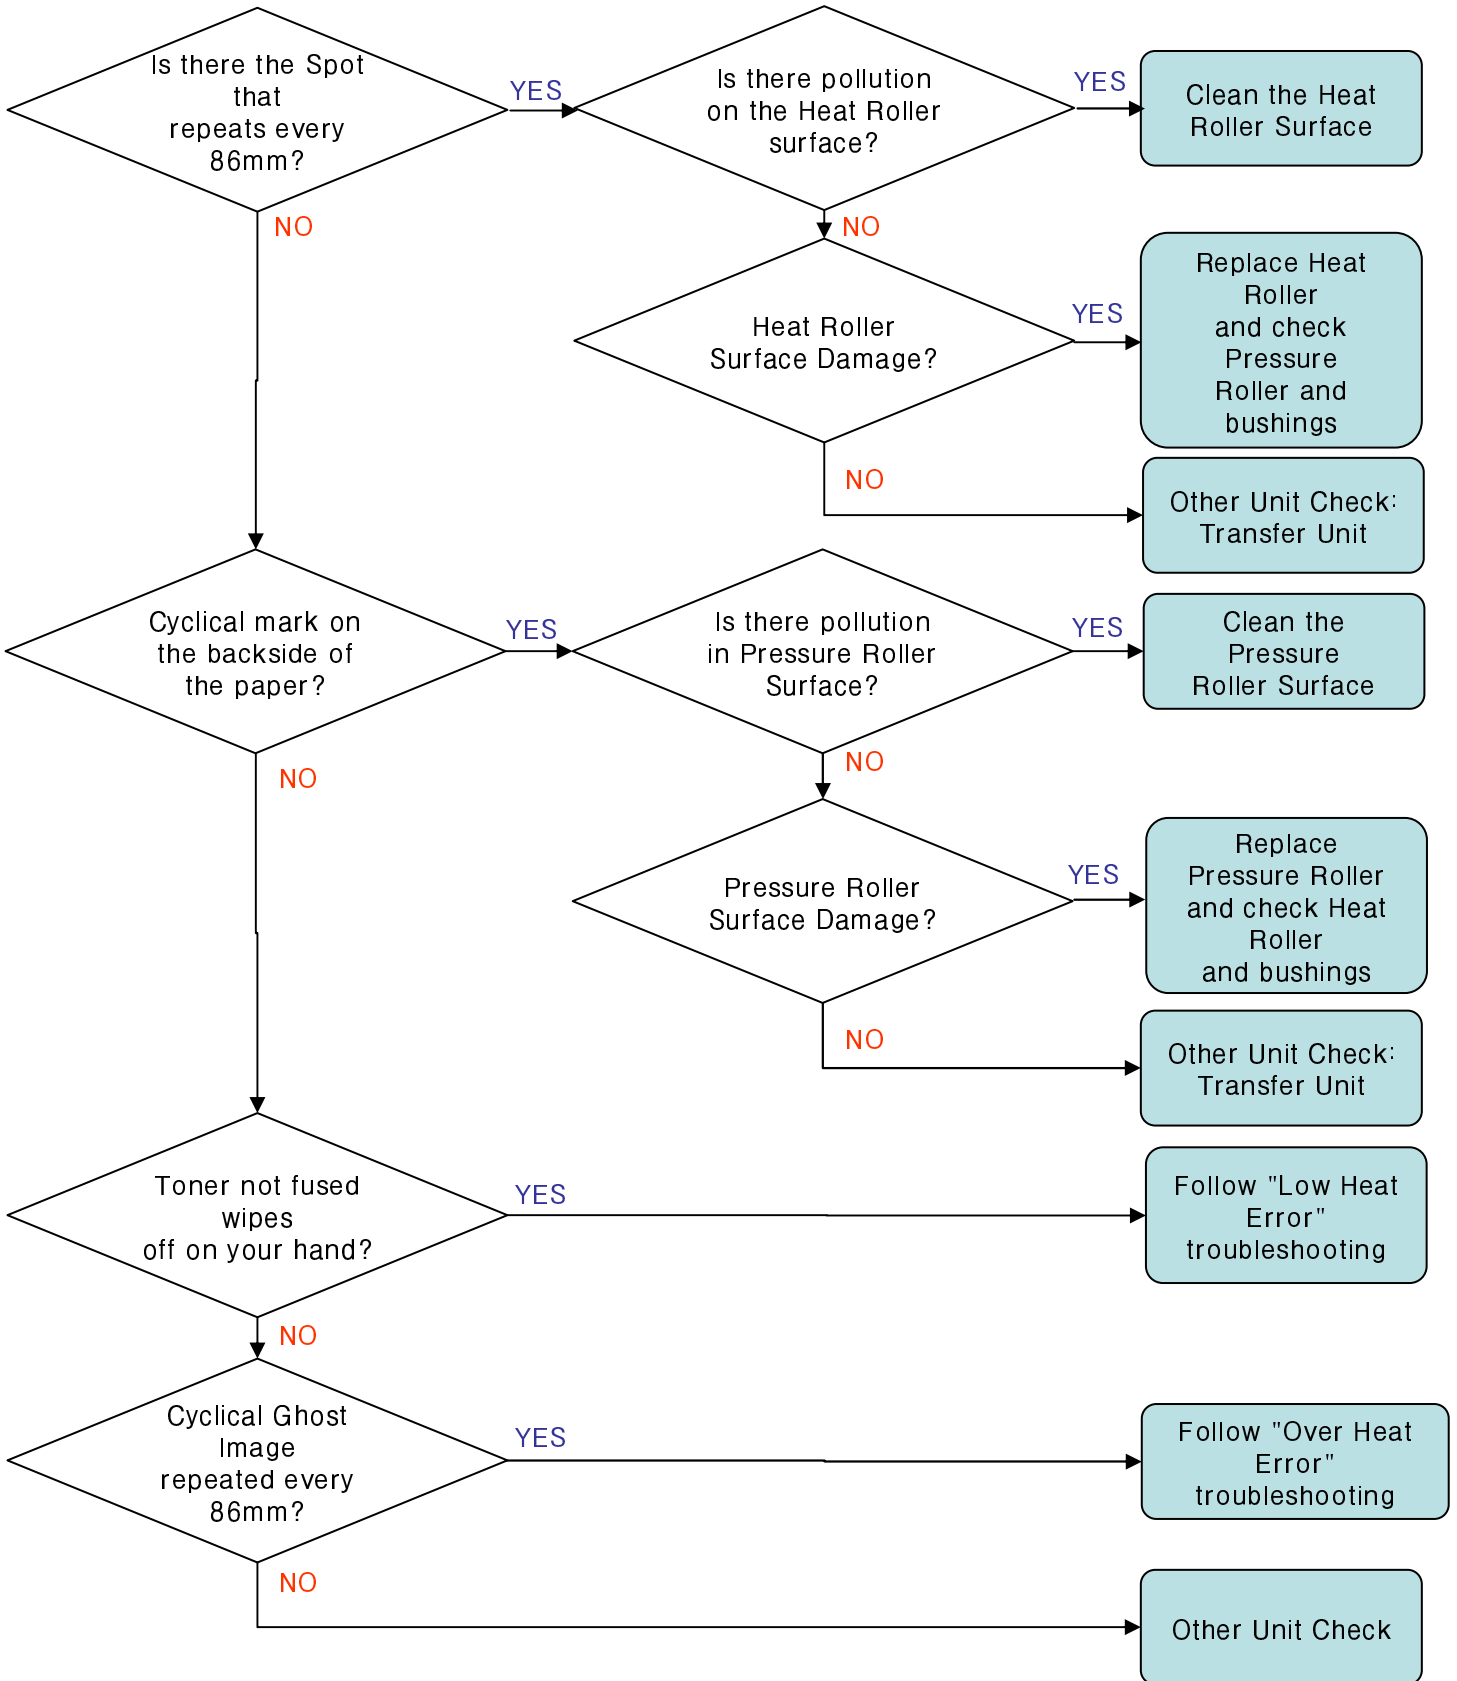 Is there the Spot
that
repeats every
86mm?
YES
Is there pollution
on the Heat Roller
surface?
YES
Clean the Heat
Roller Surface
NO
NO
Heat Roller
Surface Damage?
YES
Replace Heat
Roller
and check
Pressure
Roller and
bushings
NO
Other Unit Check:
Transfer Unit
Cyclical mark on
the backside of
the paper?
YES
Is there pollution
in Pressure Roller
Surface?
YES
Clean the
Pressure
Roller Surface
NO
NO
Pressure Roller
Surface Damage?
YES
Replace
Pressure Roller
and check Heat
Roller
and bushings
NO
Other Unit Check:
Transfer Unit
Toner not fused
wipes
off on your hand?
YES
Follow "Low Heat
Error"
troubleshooting
NO
Cyclical Ghost
Image
repeated every
86mm?
YES
Follow "Over Heat
Error"
troubleshooting
NO
Other Unit Check